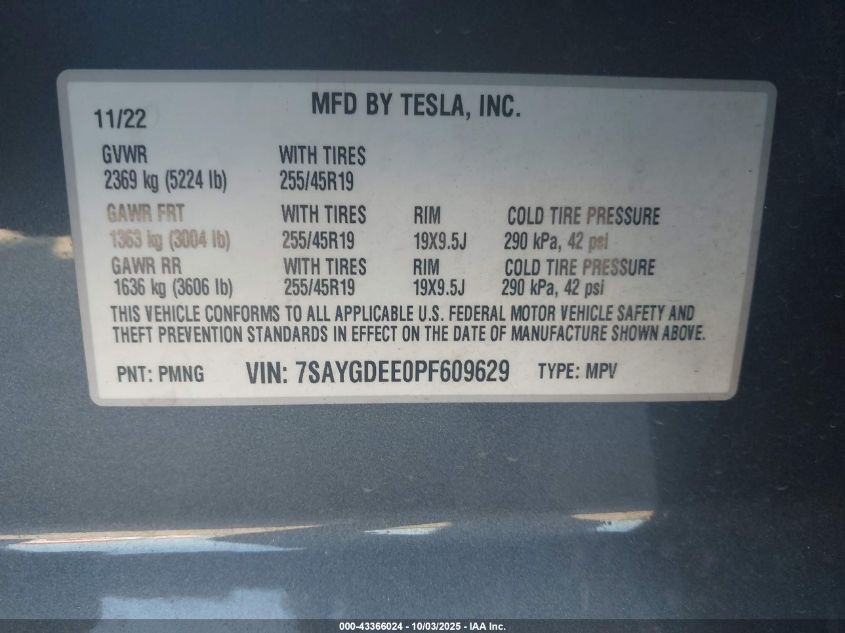 MFD BY TESLA, INC.
11/22
GVWR WITH TIRES
2369 kg (5224 lb) 255/45R19
GAWR FRT WITH TIRES RIM COLD TIRE PRESSURE
1363 kg (3004 lb) 255/45R19 19X9.5J 290 kPa, 42 psi
GAWR RR WITH TIRES RIM COLD TIRE PRESSURE
1636 kg (3606 lb) 255/45R19 19X9.5J 290 kPa, 42 psi
THIS VEHICLE CONFORMS TO ALL APPLICABLE U.S. FEDERAL MOTOR VEHICLE SAFETY AND
THEFT PREVENTION STANDARDS IN EFFECT ON THE DATE OF MANUFACTURE SHOWN ABOVE.
PNT: PMNG VIN: 7SAYGDEE0PF609629 TYPE: MPV
000-43366024 - 10/03/2025 - IAA Inc.